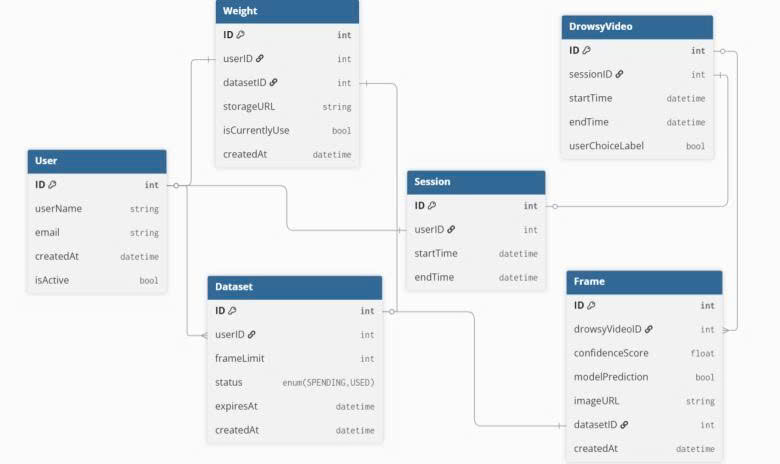 Weight
ID int
userID int
datasetID int
storageURL string
isCurrentlyUse bool
createdAt datetime
DrowsyVideo
ID int
sessionID int
startTime datetime
endTime datetime
userChoiceLabel bool
User
ID int
userName string
email string
createdAt datetime
isActive bool
Session
ID int
userID int
startTime datetime
endTime datetime
Dataset
ID int
userID int
frameLimit int
status enum(SPENDING,USED)
expiresAt datetime
createdAt datetime
Frame
ID int
drowsyVideoID int
confidenceScore float
modelPrediction bool
imageURL string
datasetID int
createdAt datetime